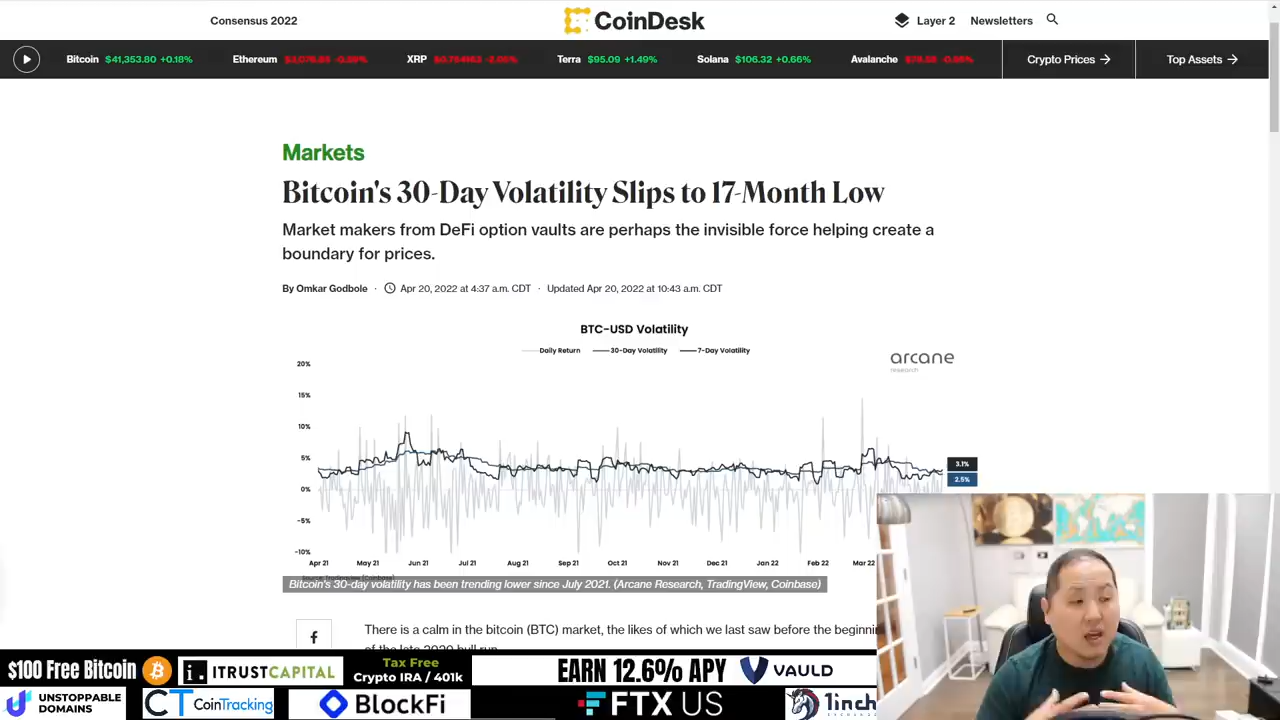 Consensus 2022
CoinDesk
Layer 2
Newsletters
Bitcoin $41,353.80 +0.18%
Ethereum
XRP
Terra $95.09 +1.49%
Solana $106.32 +0.66%
Avalanche
Crypto Prices →
Top Assets →
Markets
Bitcoin's 30-Day Volatility Slips to 17-Month Low
Market makers from DeFi option vaults are perhaps the invisible force helping create a
boundary for prices.
By Omkar Godbole · Apr 20, 2022 at 4:37 a.m. CDT · Updated Apr 20, 2022 at 10:43 a.m. CDT
BTC-USD Volatility
Daily Return 30-Day Volatility 7-Day Volatility
arcane
research
20%
15%
10%
5%
0%
-5%
-10%
3.1%
2.5%
Apr 21 May 21 Jun 21 Jul 21 Aug 21 Sep 21 Oct 21 Nov 21 Dec 21 Jan 22 Feb 22 Mar 22
Bitcoin's 30-day volatility has been trending lower since July 2021. (Arcane Research, TradingView, Coinbase)
There is a calm in the bitcoin (BTC) market, the likes of which we last saw before the
of the late 2020 bull run.
$100 Free Bitcoin
ITRUSTCAPITAL
Tax Free
Crypto IRA / 401k
EARN 12.6% APY
VAULD
UNSTOPPABLE
DOMAINS
CT CoinTracking
BlockFi
FTX US
1inch
EXCHANGE